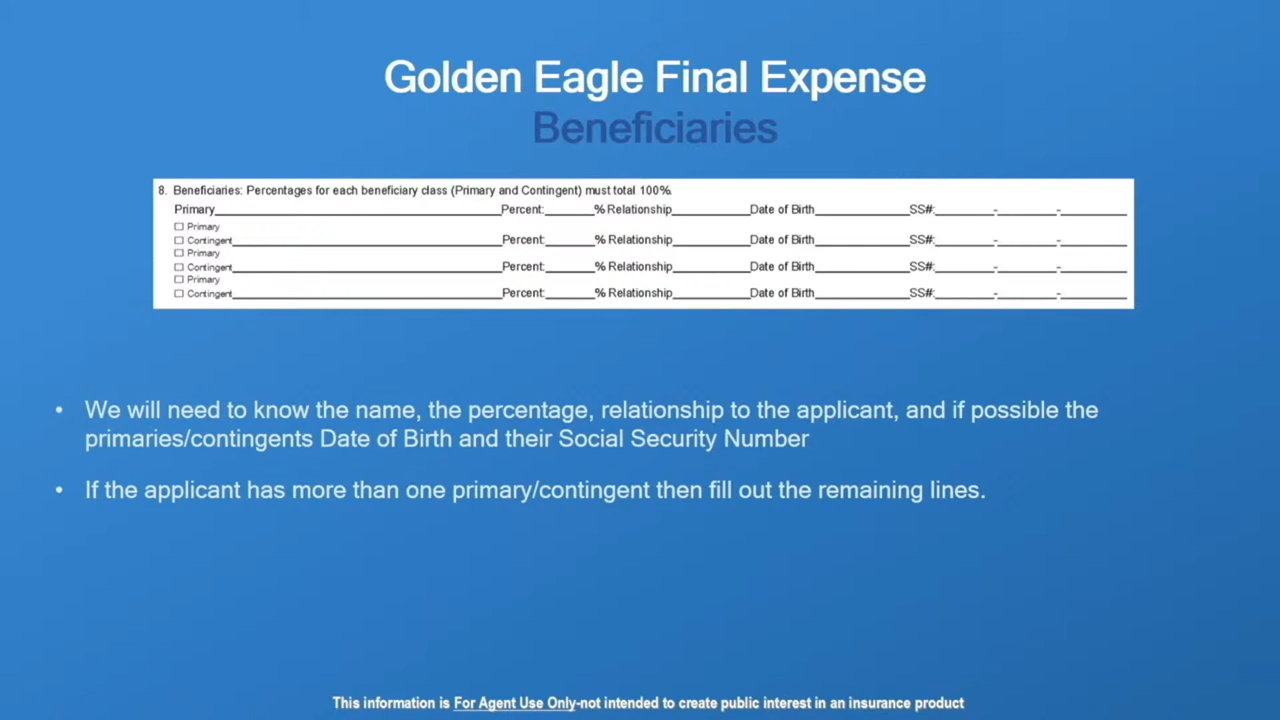 Golden Eagle Final Expense
Beneficiaries
8. Beneficiaries: Percentages for each beneficiary class (Primary and Contingent) must total 100%.
Primary Percent: % Relationship Date of Birth SS#: - -
Primary
Contingent Percent: % Relationship Date of Birth SS#: - -
Primary
Contingent Percent: % Relationship Date of Birth SS#: - -
Primary
Contingent Percent: % Relationship Date of Birth SS#: - -
• We will need to know the name, the percentage, relationship to the applicant, and if possible the
primaries/contingents Date of Birth and their Social Security Number
• If the applicant has more than one primary/contingent then fill out the remaining lines.
This information is For Agent Use Only-not intended to create public interest in an insurance product